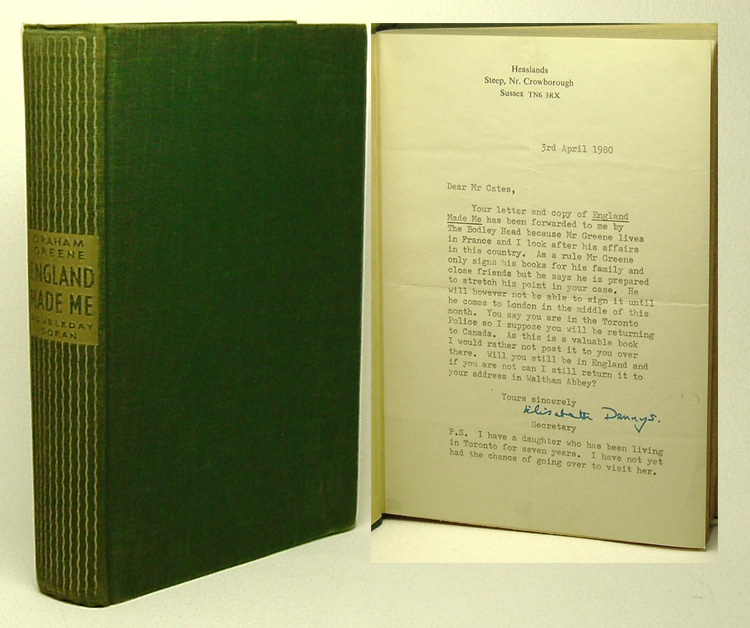 GRAHAM
GREENE
ENGLAND
MADE ME
DOUBLEDAY
DORAN
Heaslands
Steep, Nr. Crowborough
Sussex TN6 3RX
3rd April 1980
Dear Mr Cates,
Your letter and copy of England
Made Me has been forwarded to me by
The Bodley Head because Mr Greene lives
in France and I look after his affairs
in this country. As a rule Mr Greene
only signs his books for his family and
close friends but he says he is prepared
to stretch his point in your case. He
will however not be able to sign it until
he comes to London in the middle of this
month. You say you are in the Toronto
Police so I suppose you will be returning
to Canada. As this is a valuable book
I would rather not post it to you over
there. Will you still be in England and
if you are not can I still return it to
your address in Waltham Abbey?
Yours sincerely
Elisabeth Dennys.
Secretary
P.S. I have a daughter who has been living
in Toronto for seven years. I have not yet
had the chance of going over to visit her.